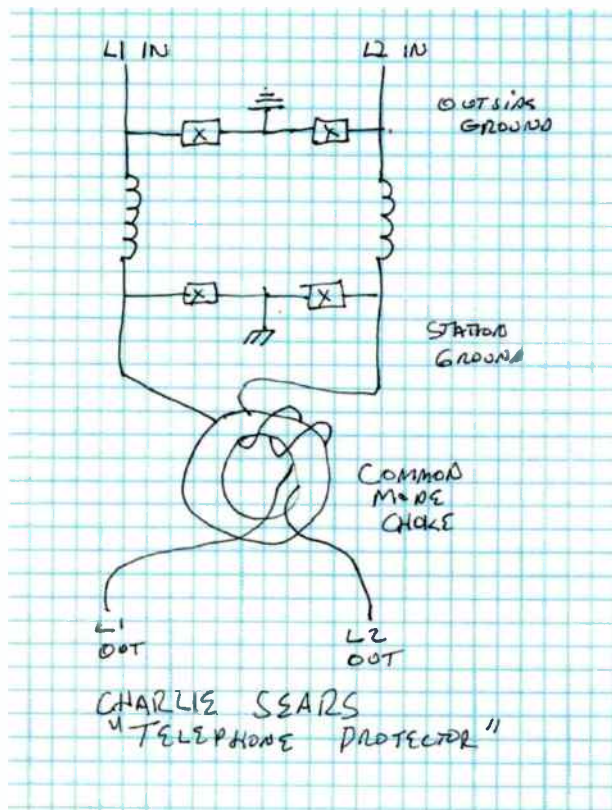 L1 IN
L2 IN
OUTSIDE
GROUND
X
X
X
X
STATION
GROUND
COMMON
MODE
CHOKE
L1
OUT
L2
OUT
CHARLIE SEARS
"TELEPHONE PROTECTOR"